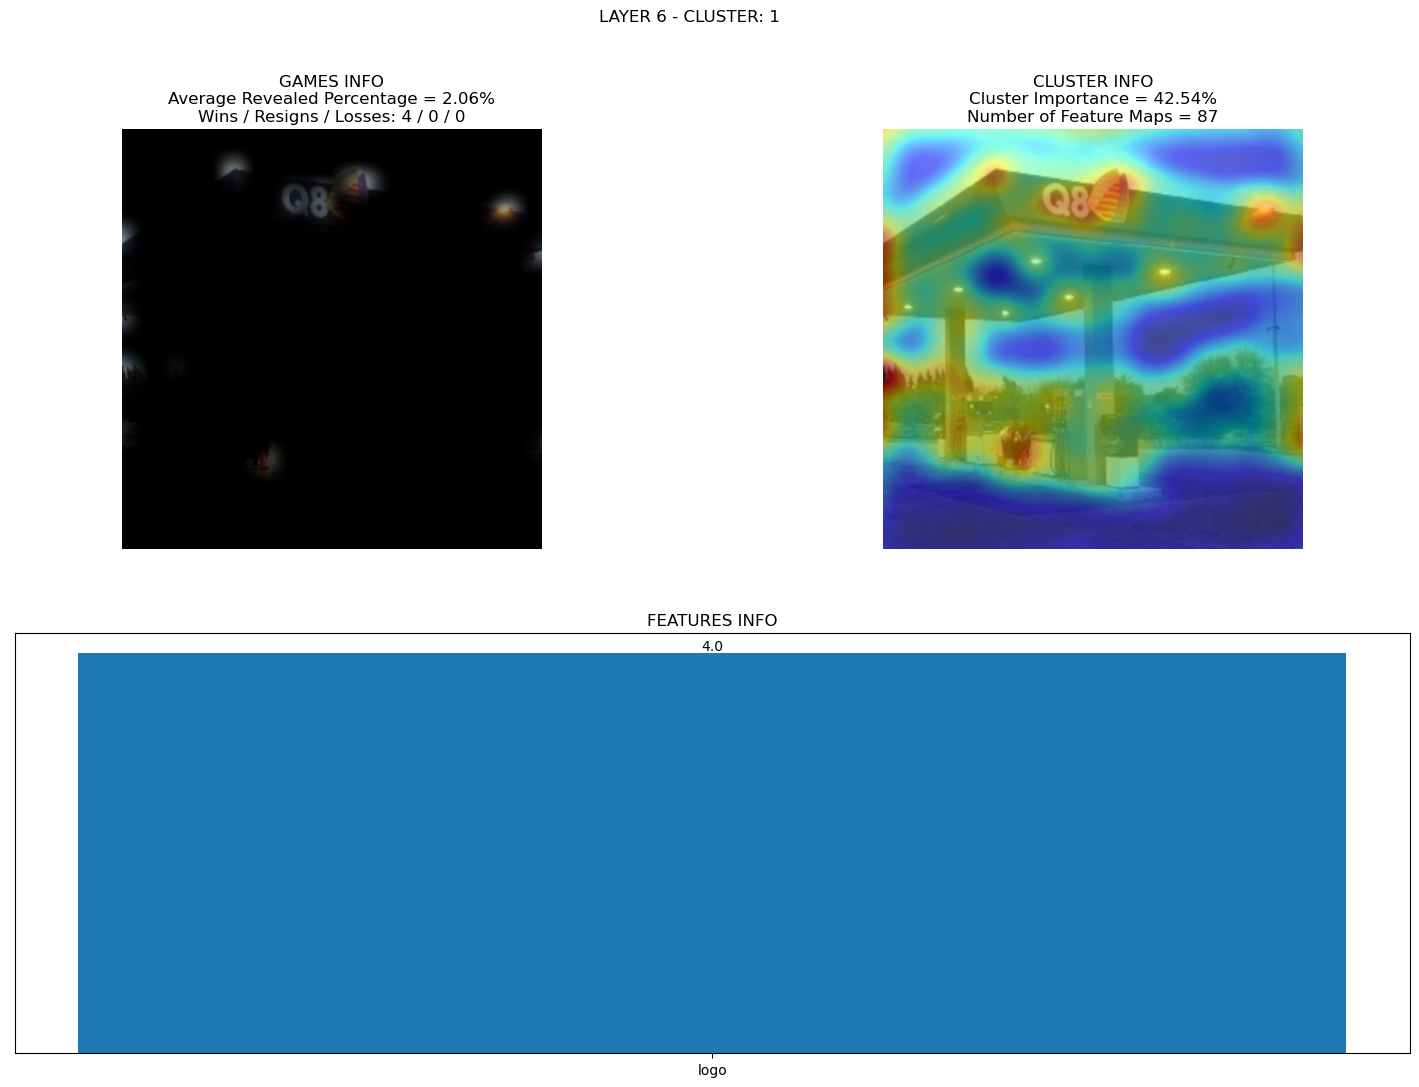 LAYER 6 - CLUSTER: 1
GAMES INFO
Average Revealed Percentage = 2.06%
Wins / Resigns / Losses: 4 / 0 / 0
Q8
CLUSTER INFO
Cluster Importance = 42.54%
Number of Feature Maps = 87
Q8
FEATURES INFO
4.0
logo